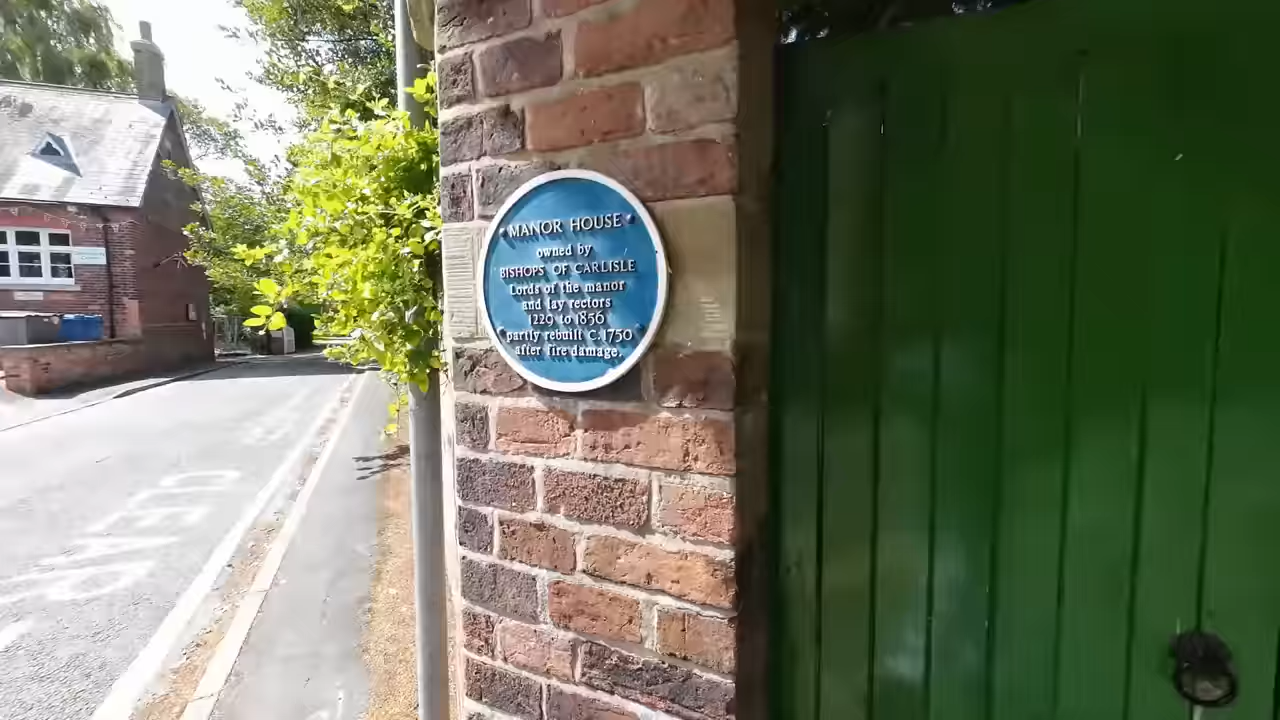 MANOR HOUSE
owned by
BISHOPS OF CARLISLE
Lords of the manor
and lay rectors
1229 to 1856
partly rebuilt C.1750
after fire damage.